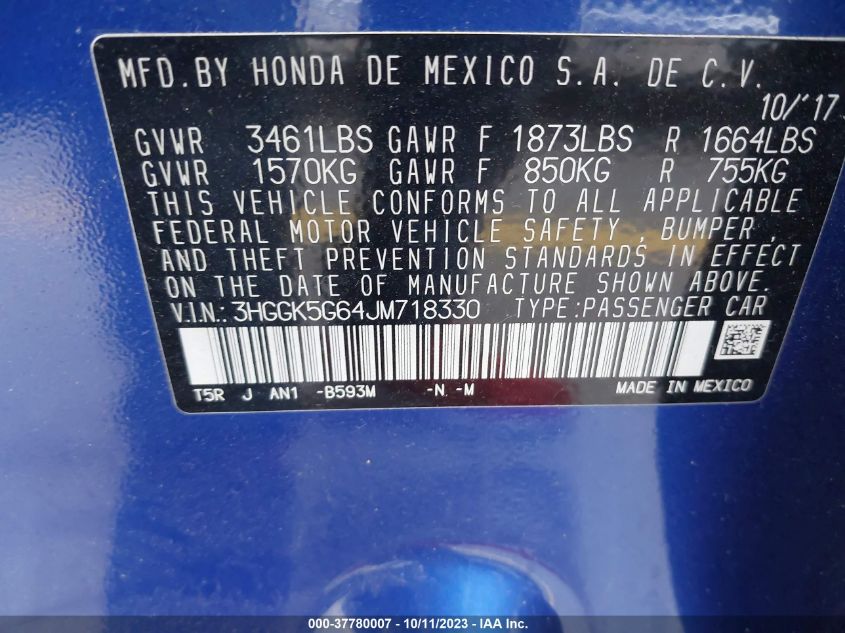 MFD.BY HONDA DE MEXICO S.A. DE C.V.
10/'17
GVWR 3461LBS GAWR F 1873LBS R 1664LBS
GVWR 1570KG GAWR F 850KG R 755KG
THIS VEHICLE CONFORMS TO ALL APPLICABLE
FEDERAL MOTOR VEHICLE SAFETY , BUMPER ,
AND THEFT PREVENTION STANDARDS IN EFFECT
ON THE DATE OF MANUFACTURE SHOWN ABOVE.
V.I.N.:3HGGK5G64JM718330 TYPE:PASSENGER CAR
T5R J AN1 -B593M -N -M MADE IN MEXICO
000-37780007 - 10/11/2023 - IAA Inc.